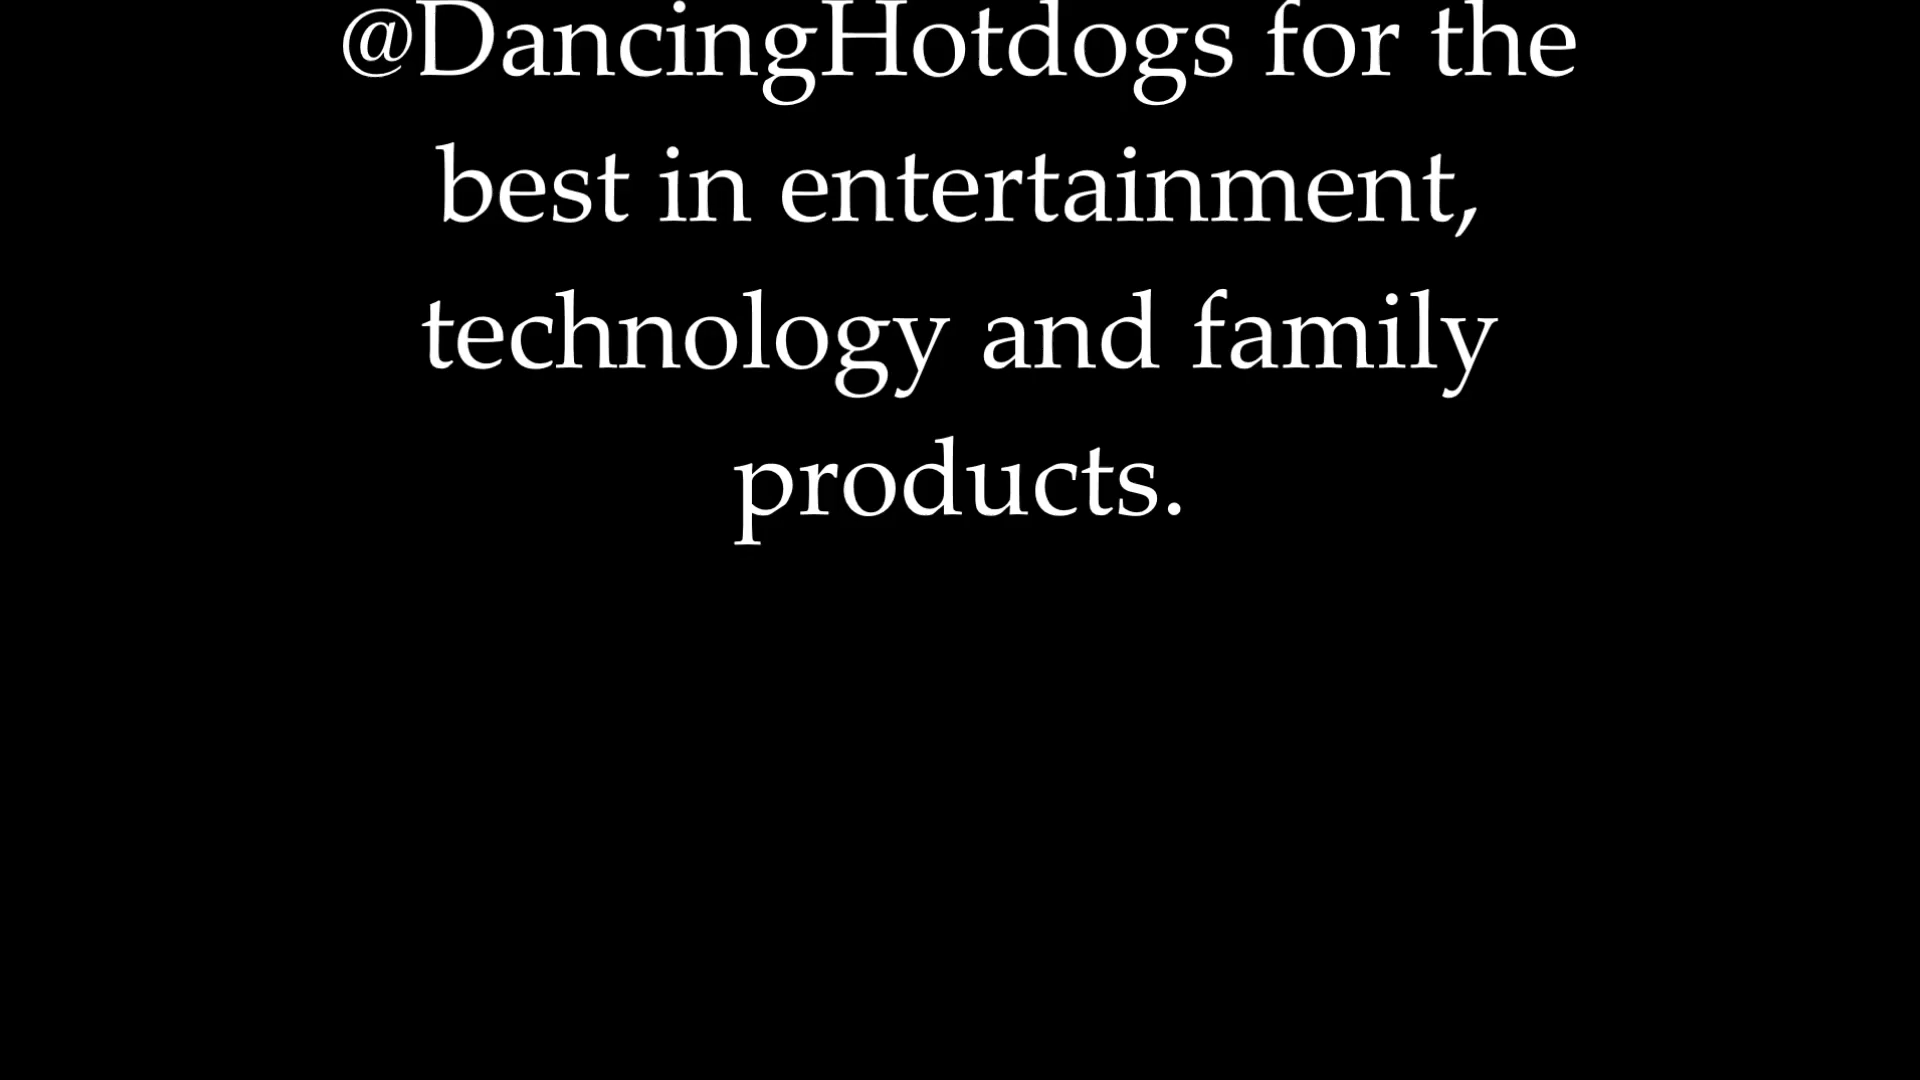 @DancingHotdogs for the
best in entertainment,
technology and family
products.